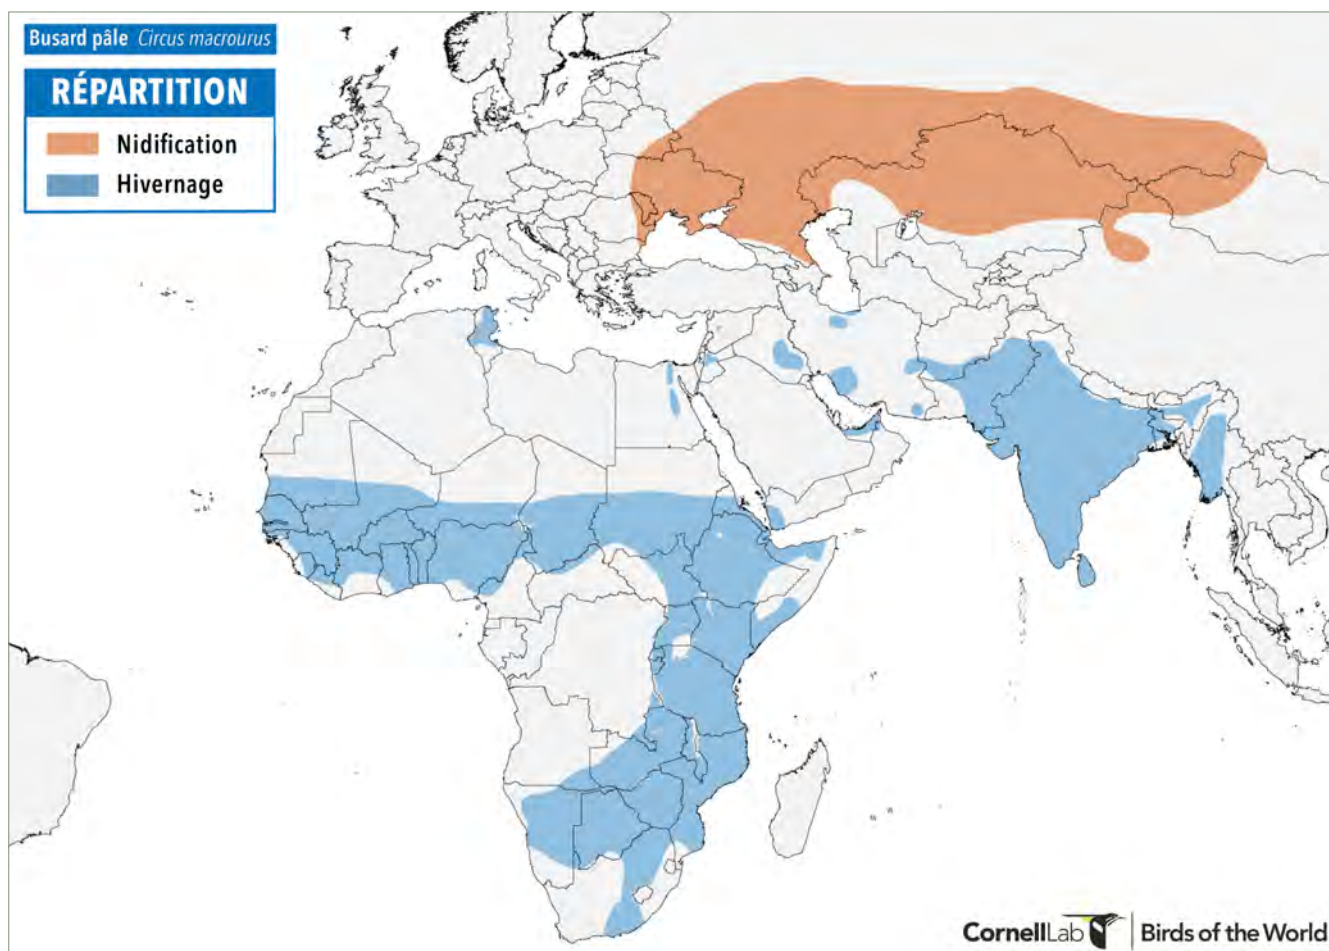 Busard pâle Circus macrourus
RÉPARTITION
Nidification
Hivernage
CornellLab | Birds of the World